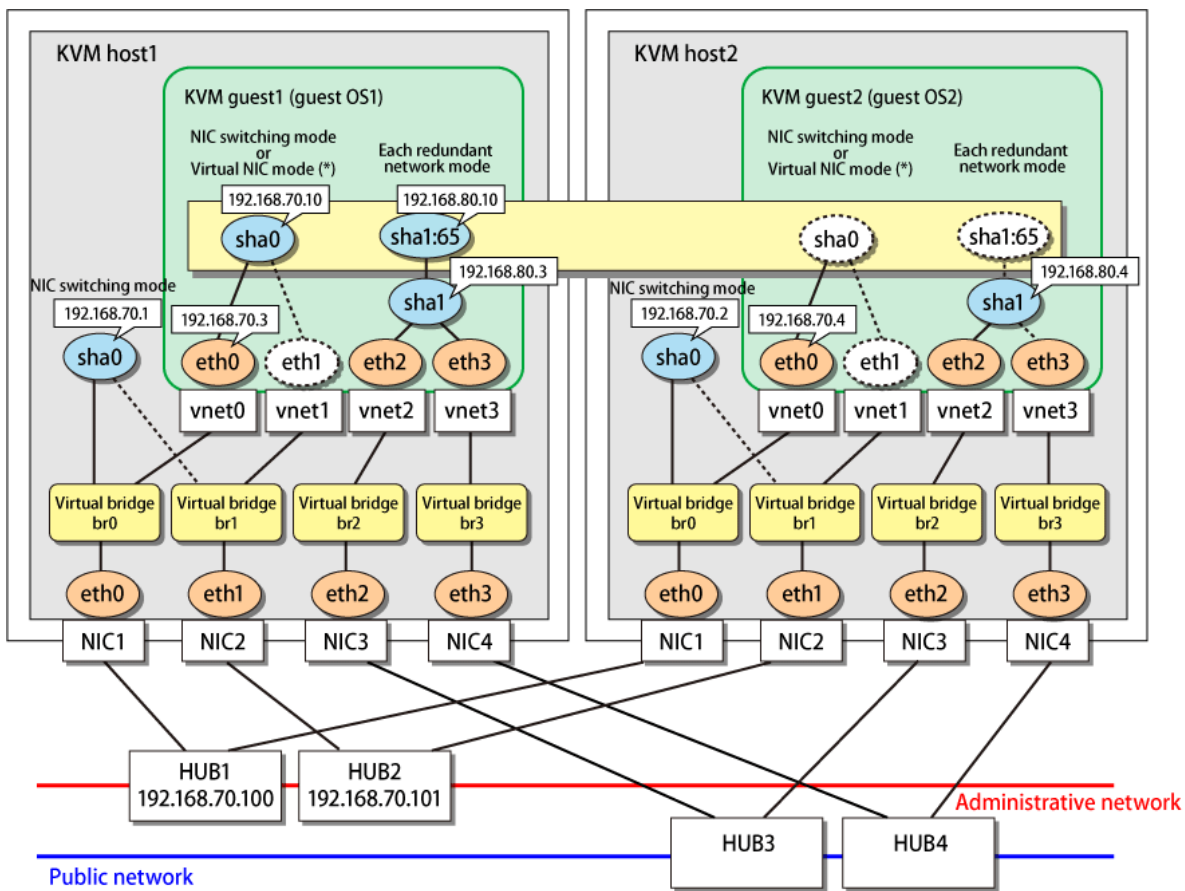 KVM host1
KVM guest1 (guest OS1)
NIC switching mode
or
Virtual NIC mode (*)
Each redundant
network mode
192.168.70.10
192.168.80.10
sha0
sha1:65
192.168.80.3
NIC switching mode
192.168.70.1
192.168.70.3
sha1
sha0
eth0
eth1
eth2
eth3
vnet0
vnet1
vnet2
vnet3
Virtual bridge
br0
Virtual bridge
br1
Virtual bridge
br2
Virtual bridge
br3
eth0
eth1
eth2
eth3
NIC1
NIC2
NIC3
NIC4
KVM host2
KVM guest2 (guest OS2)
NIC switching mode
or
Virtual NIC mode (*)
Each redundant
network mode
sha0
sha1:65
192.168.80.4
NIC switching mode
192.168.70.2
192.168.70.4
sha1
sha0
eth0
eth1
eth2
eth3
vnet0
vnet1
vnet2
vnet3
Virtual bridge
br0
Virtual bridge
br1
Virtual bridge
br2
Virtual bridge
br3
eth0
eth1
eth2
eth3
NIC1
NIC2
NIC3
NIC4
HUB1
192.168.70.100
HUB2
192.168.70.101
Administrative network
HUB3
HUB4
Public network